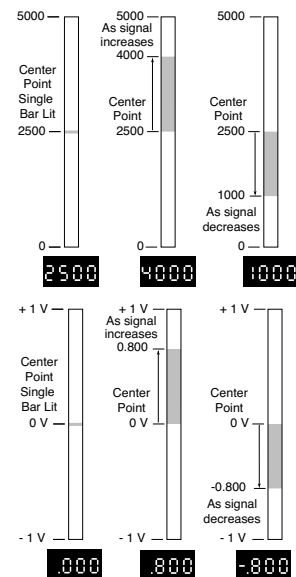 5000
Center
Point
Single
Bar Lit
2500
0
2500
5000
As signal
increases
4000
Center
Point
2500
0
4000
5000
Center
Point
2500
1000
As signal
decreases
0
1000
+ 1 V
Center
Point
Single
Bar Lit
0 V
- 1 V
.000
+ 1 V
As signal
increases
0.800
Center
Point
0 V
- 1 V
.800
+ 1 V
Center
Point
0 V
-0.800
As signal
decreases
- 1 V
-.800